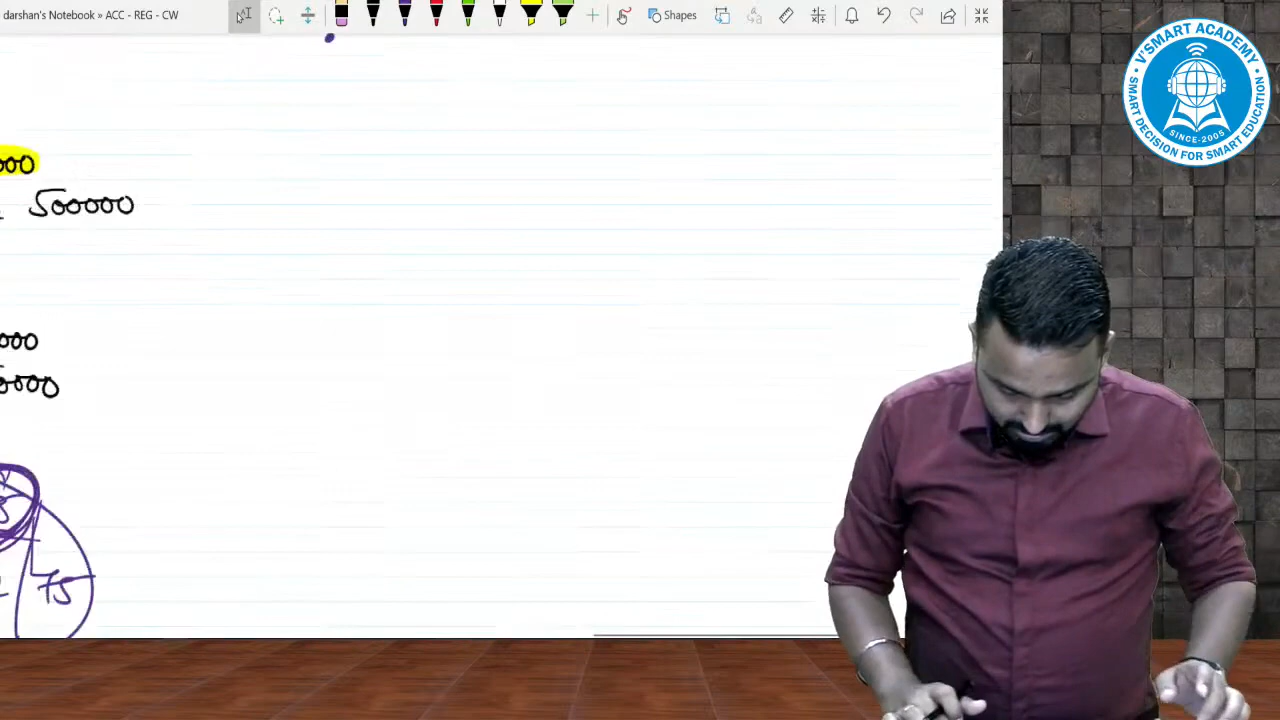 darshan's Notebook » ACC - REG - CW
Shapes
V'SMART ACADEMY
SINCE-2005
SMART DECISION FOR SMART EDUCATION
000
500000
000
0000
75